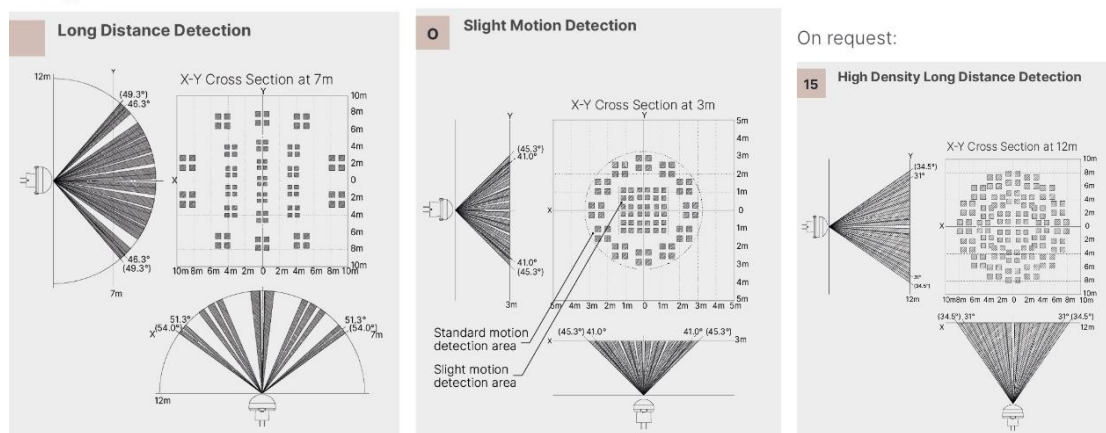 Long Distance Detection
12m
Y
(49.3°)
46.3°
X
46.3°
(49.3°)
7m
X-Y Cross Section at 7m
Y
10m
8m
6m
4m
2m
0
2m
4m
6m
8m
10m
10m 8m 6m 4m 2m 0 2m 4m 6m 8m 10m
51.3°
X (54.0°)
51.3°
(54.0°)
7m
12m
O
Slight Motion Detection
Y
(45.3°)
41.0°
X
41.0°
(45.3°)
3m
X-Y Cross Section at 3m
Y
5m
4m
3m
2m
1m
X
0
1m
2m
3m
4m
5m
5m 4m 3m 2m 1m 0 1m 2m 3m 4m 5m
Standard motion
detection area
Slight motion
detection area
(45.3°) 41.0°
41.0° (45.3°)
X
3m
On request:
15
High Density Long Distance Detection
Y
(34.5°)
31°
X
31°
(34.5°)
12m
X-Y Cross Section at 12m
Y
10m
8m
6m
4m
2m
X
0
2m
4m
6m
8m
10m
10m 8m 6m 4m 2m 0 2m 4m 6m 8m 10m
(34.5°) 31°
31° (34.5°)
X
12m